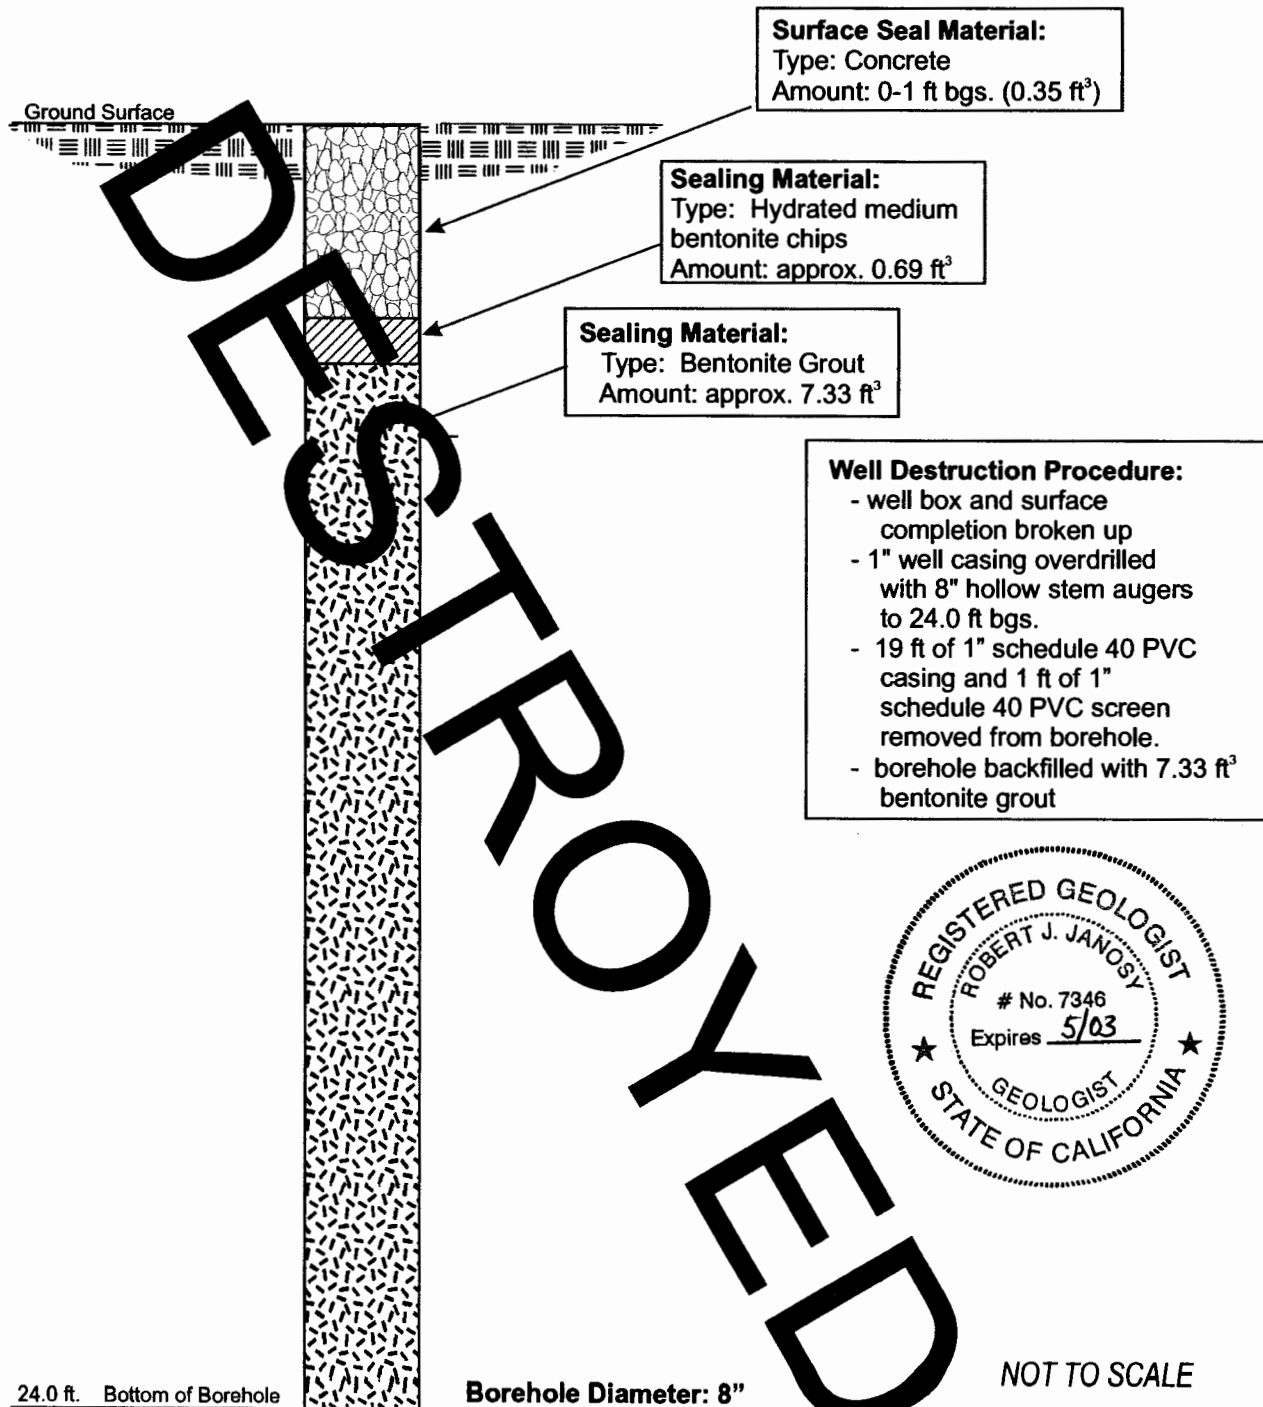 Surface Seal Material:
Type: Concrete
Amount: 0-1 ft bgs. (0.35 ft³)
Ground Surface
Sealing Material:
Type: Hydrated medium
bentonite chips
Amount: approx. 0.69 ft³
Sealing Material:
Type: Bentonite Grout
Amount: approx. 7.33 ft³
DESTROYED
Well Destruction Procedure:
- well box and surface
completion broken up
- 1" well casing overdrilled
with 8" hollow stem augers
to 24.0 ft bgs.
- 19 ft of 1" schedule 40 PVC
casing and 1 ft of 1"
schedule 40 PVC screen
removed from borehole.
- borehole backfilled with 7.33 ft³
bentonite grout
REGISTERED GEOLOGIST
ROBERT J. JANOSY
# No. 7346
Expires 5/03
GEOLOGIST
STATE OF CALIFORNIA
NOT TO SCALE
24.0 ft. Bottom of Borehole
Borehole Diameter: 8"